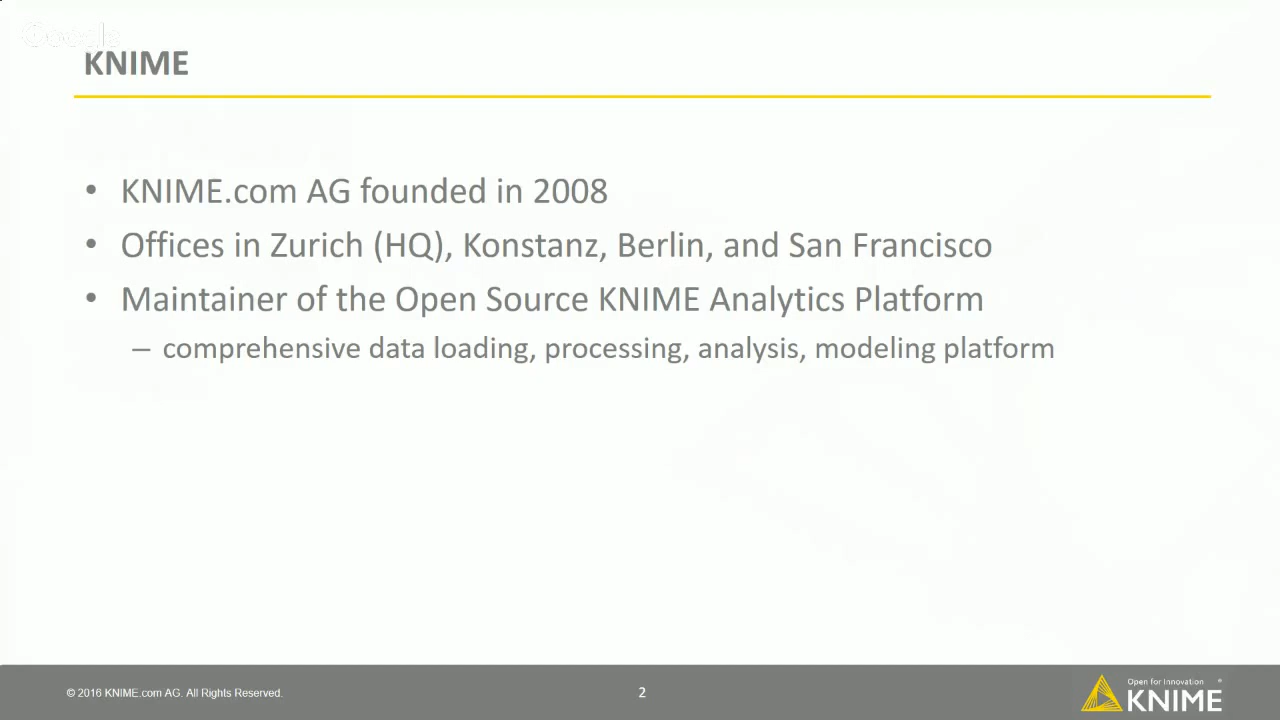 Google
KNIME
• KNIME.com AG founded in 2008
• Offices in Zurich (HQ), Konstanz, Berlin, and San Francisco
• Maintainer of the Open Source KNIME Analytics Platform
– comprehensive data loading, processing, analysis, modeling platform
© 2016 KNIME.com AG. All Rights Reserved.
2
Open for Innovation ®
KNIME